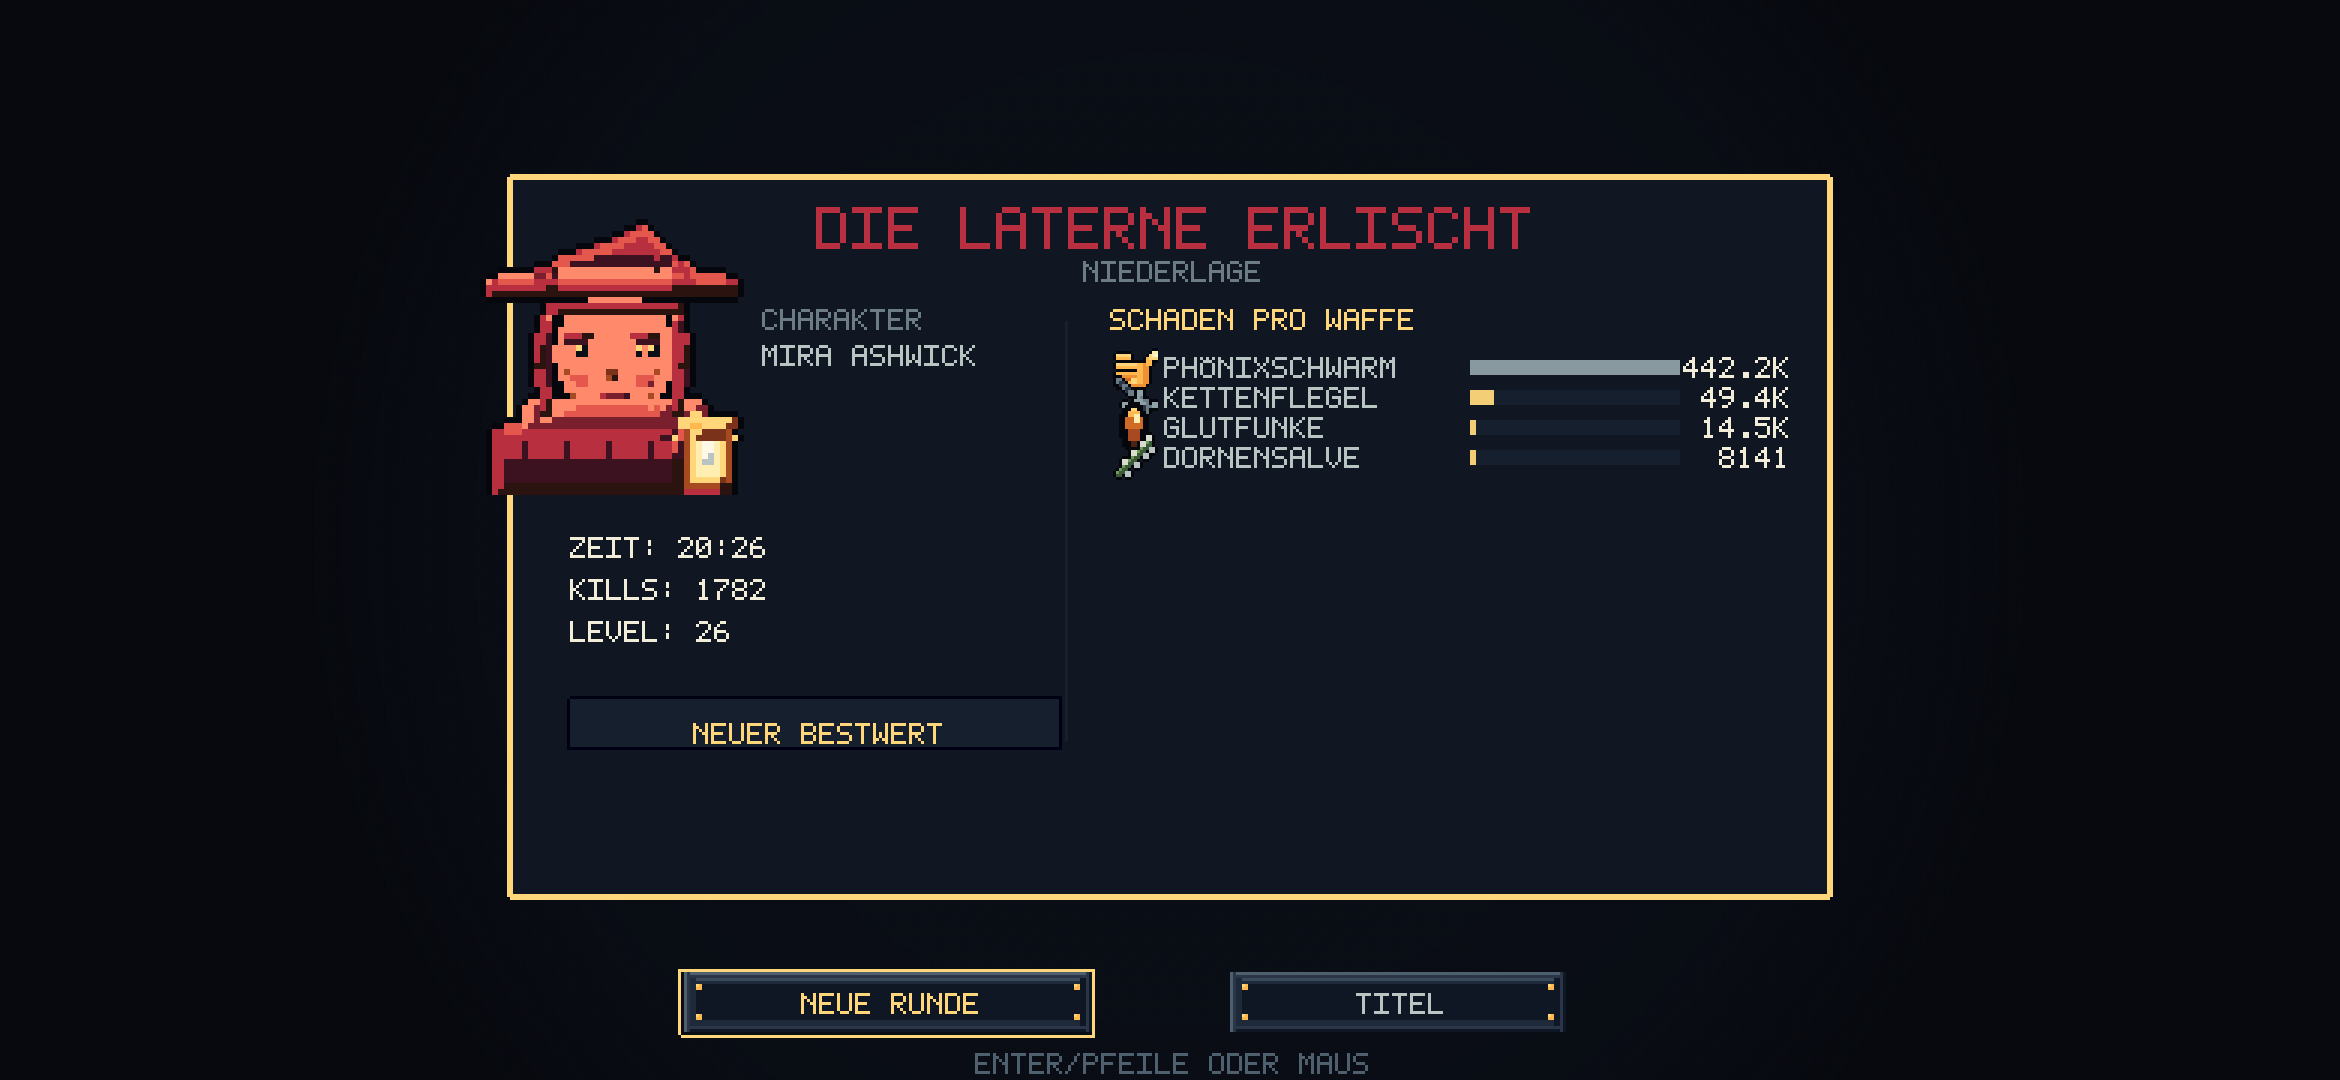 DIE LATERNE ERLISCHT
NIEDERLAGE
CHARAKTER
MIRA ASHWICK
ZEIT: 20:26
KILLS: 1782
LEVEL: 26
NEUER BESTWERT
SCHADEN PRO WAFFE
PHÖNIXSCHWARM 442.2K
KETTENFLEGEL 49.4K
GLUTFUNKE 14.5K
DORNENSALVE 8141
NEUE RUNDE
TITEL
ENTER/PFEILE ODER MAUS